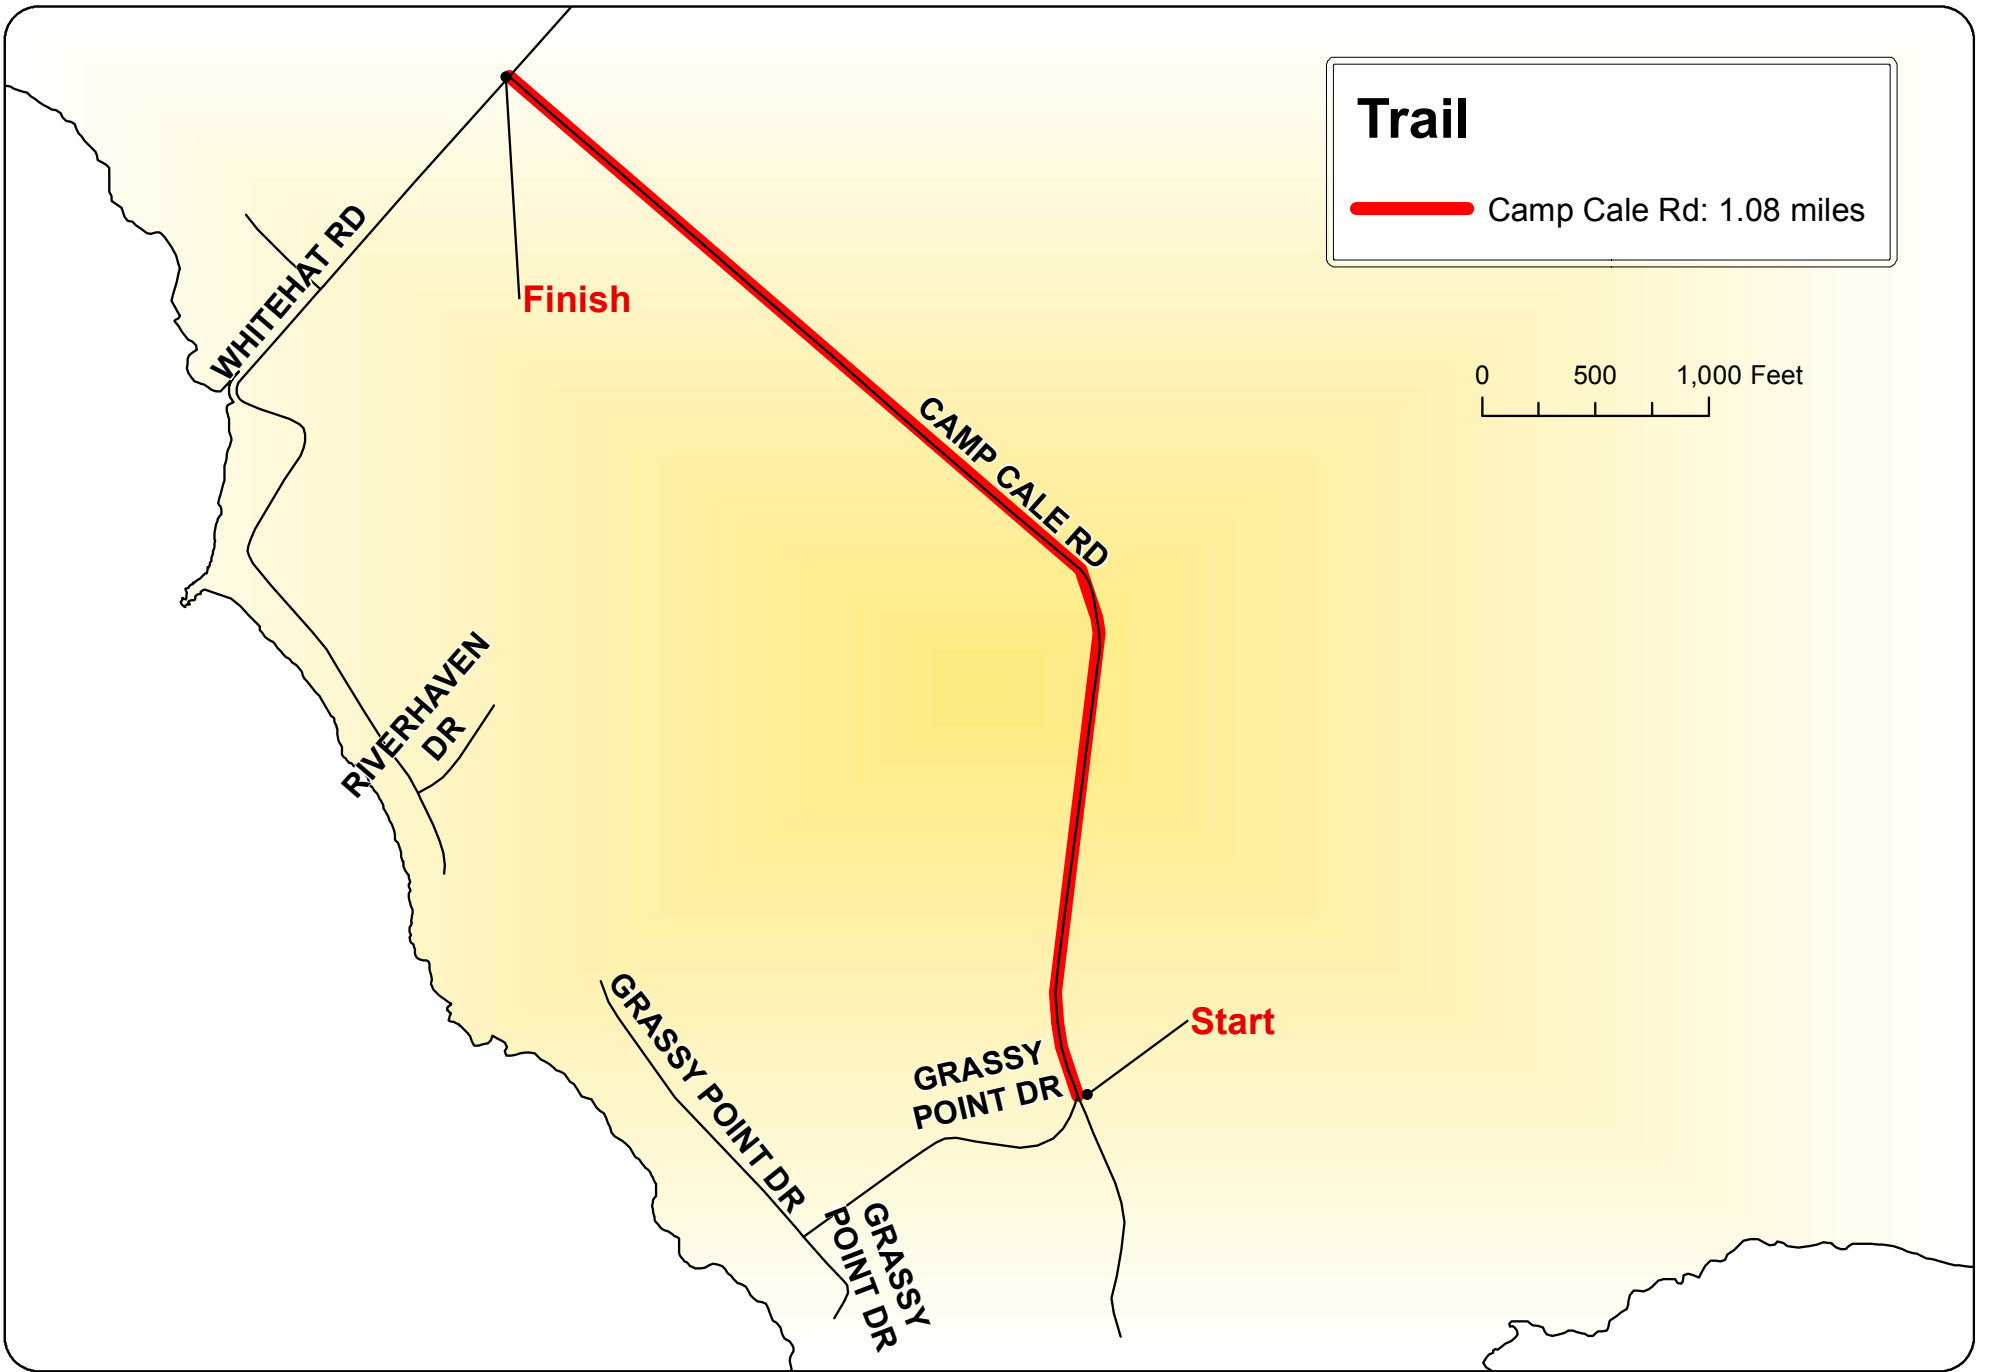 Trail
Camp Cale Rd: 1.08 miles
WHITEHAT RD
Finish
0 500 1,000 Feet
CAMP CALE RD
RIVERHAVEN
DR
GRASSY POINT DR
GRASSY
POINT DR
Start
GRASSY
POINT DR